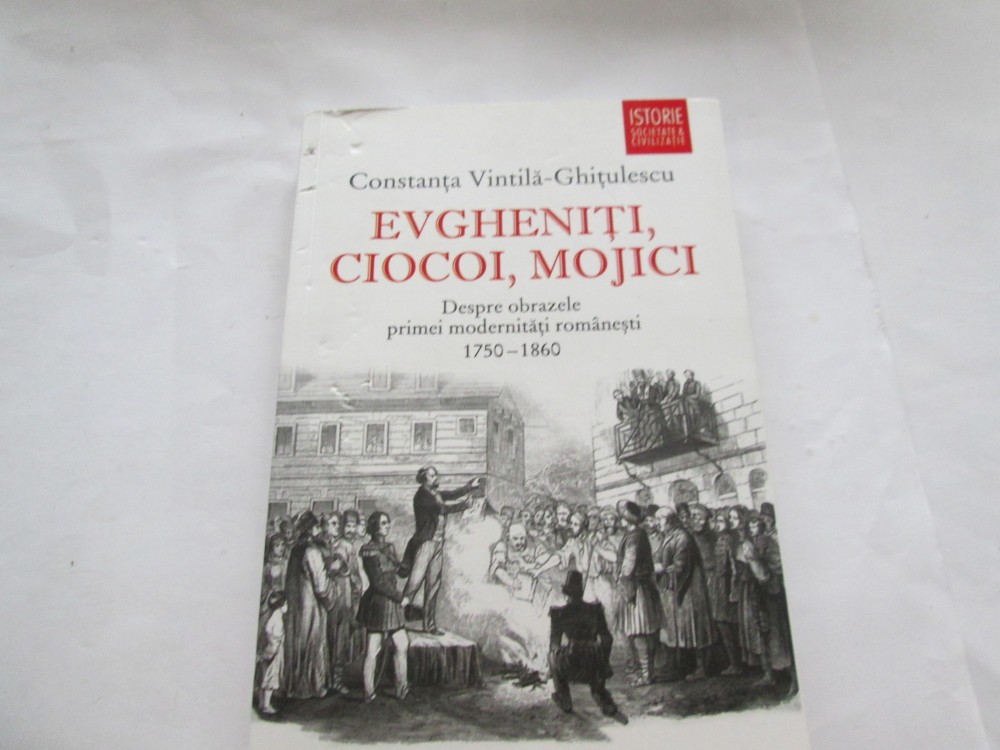 ISTORIE
SOCIETATE &
CIVILIZAȚIE
Constanța Vintilă-Ghițulescu
EVGHENIȚI,
CIOCOI, MOJICI
Despre obrazele
primei modernități românești
1750–1860